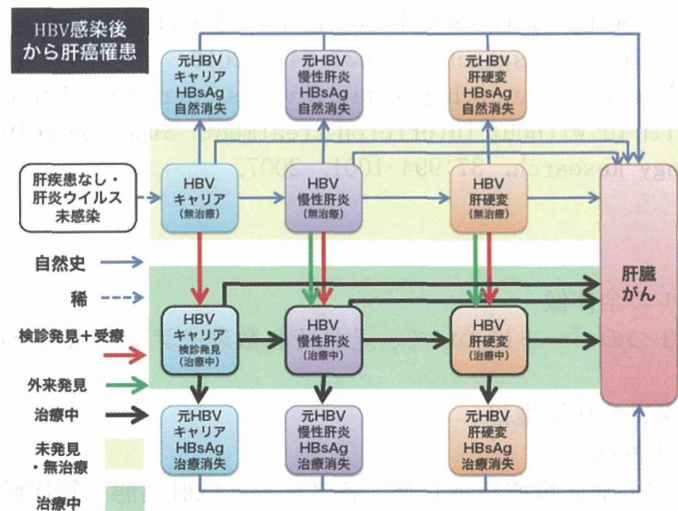 HBV感染後
から肝癌罹患
元HBV
キャリア
HBsAg
自然消失
元HBV
慢性肝炎
HBsAg
自然消失
元HBV
肝硬変
HBsAg
自然消失
肝疾患なし・
肝炎ウイルス
未感染
HBV
キャリア
(無治療)
HBV
慢性肝炎
(無治療)
HBV
肝硬変
(無治療)
肝臓
がん
自然史
稀
検診発見+受療
外来発見
治療中
未発見
・無治療
治療中
HBV
キャリア
検診発見
(治療中)
HBV
慢性肝炎
(治療中)
HBV
肝硬変
(治療中)
元HBV
キャリア
HBsAg
治療消失
元HBV
慢性肝炎
HBsAg
治療消失
元HBV
肝硬変
HBsAg
治療消失